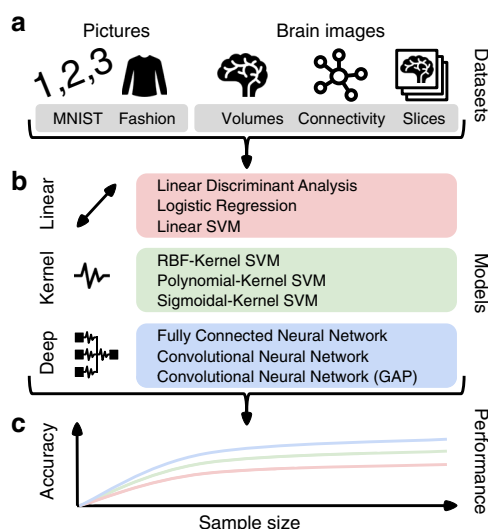 a
Pictures
Brain images
1,2,3
MNIST
Fashion
Volumes
Connectivity
Slices
Datasets
b
Linear
Linear Discriminant Analysis
Logistic Regression
Linear SVM
Kernel
RBF-Kernel SVM
Polynomial-Kernel SVM
Sigmoidal-Kernel SVM
Models
Deep
Fully Connected Neural Network
Convolutional Neural Network
Convolutional Neural Network (GAP)
c
Accuracy
Sample size
Performance